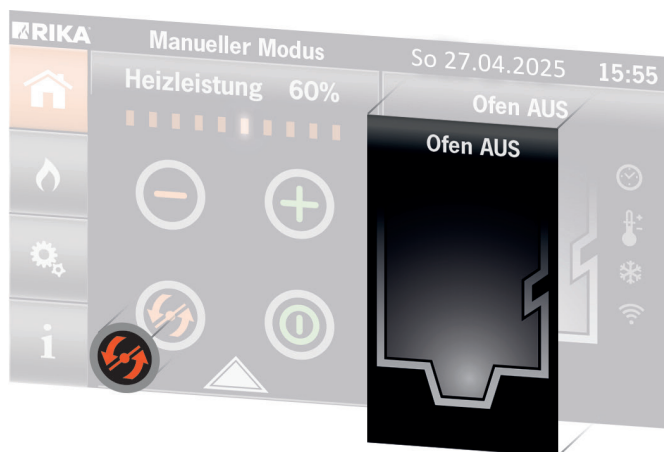 RIKA
Manueller Modus
So 27.04.2025
15:55
Heizleistung 60%
Ofen AUS
Ofen AUS
i